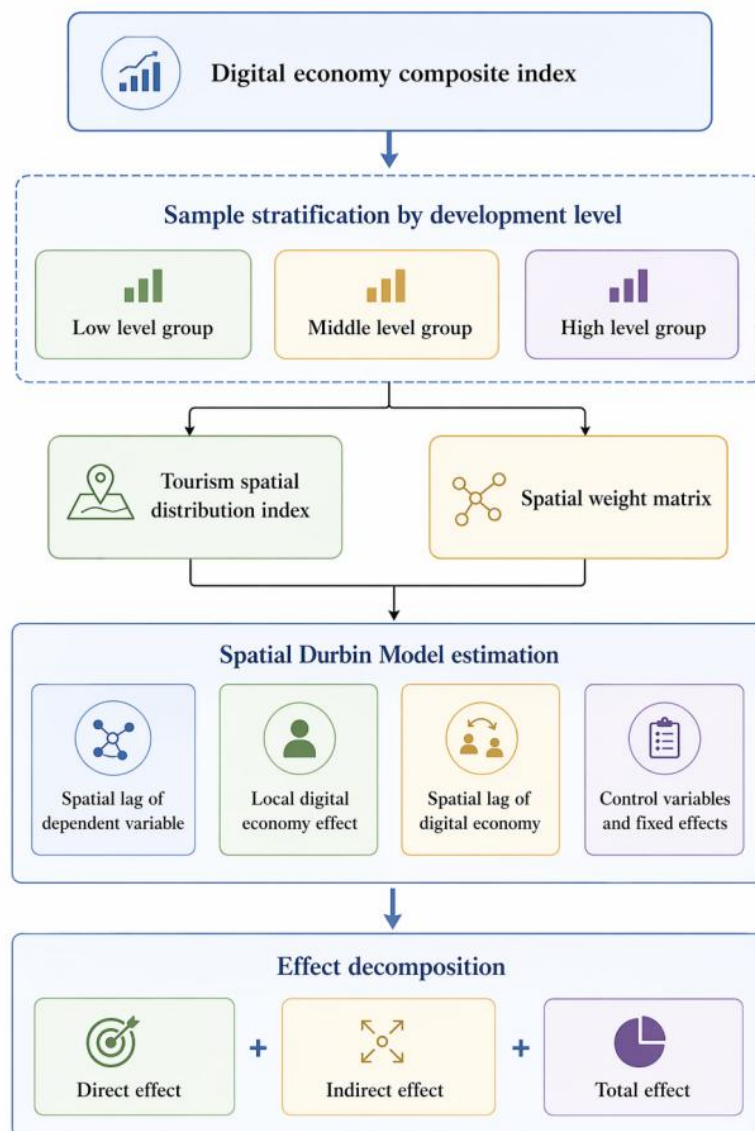 Digital economy composite index
Sample stratification by development level
Low level group
Middle level group
High level group
Tourism spatial
distribution index
Spatial weight matrix
Spatial Durbin Model estimation
Spatial lag of
dependent variable
Local digital
economy effect
Spatial lag of
digital economy
Control variables
and fixed effects
Effect decomposition
Direct effect
+
Indirect effect
+
Total effect